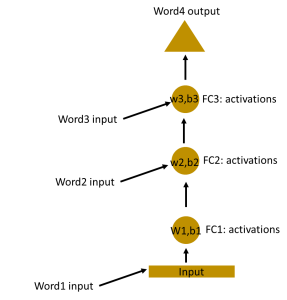 Word4 output
w3,b3 FC3: activations
Word3 input
w2,b2 FC2: activations
Word2 input
W1,b1 FC1: activations
Input
Word1 input